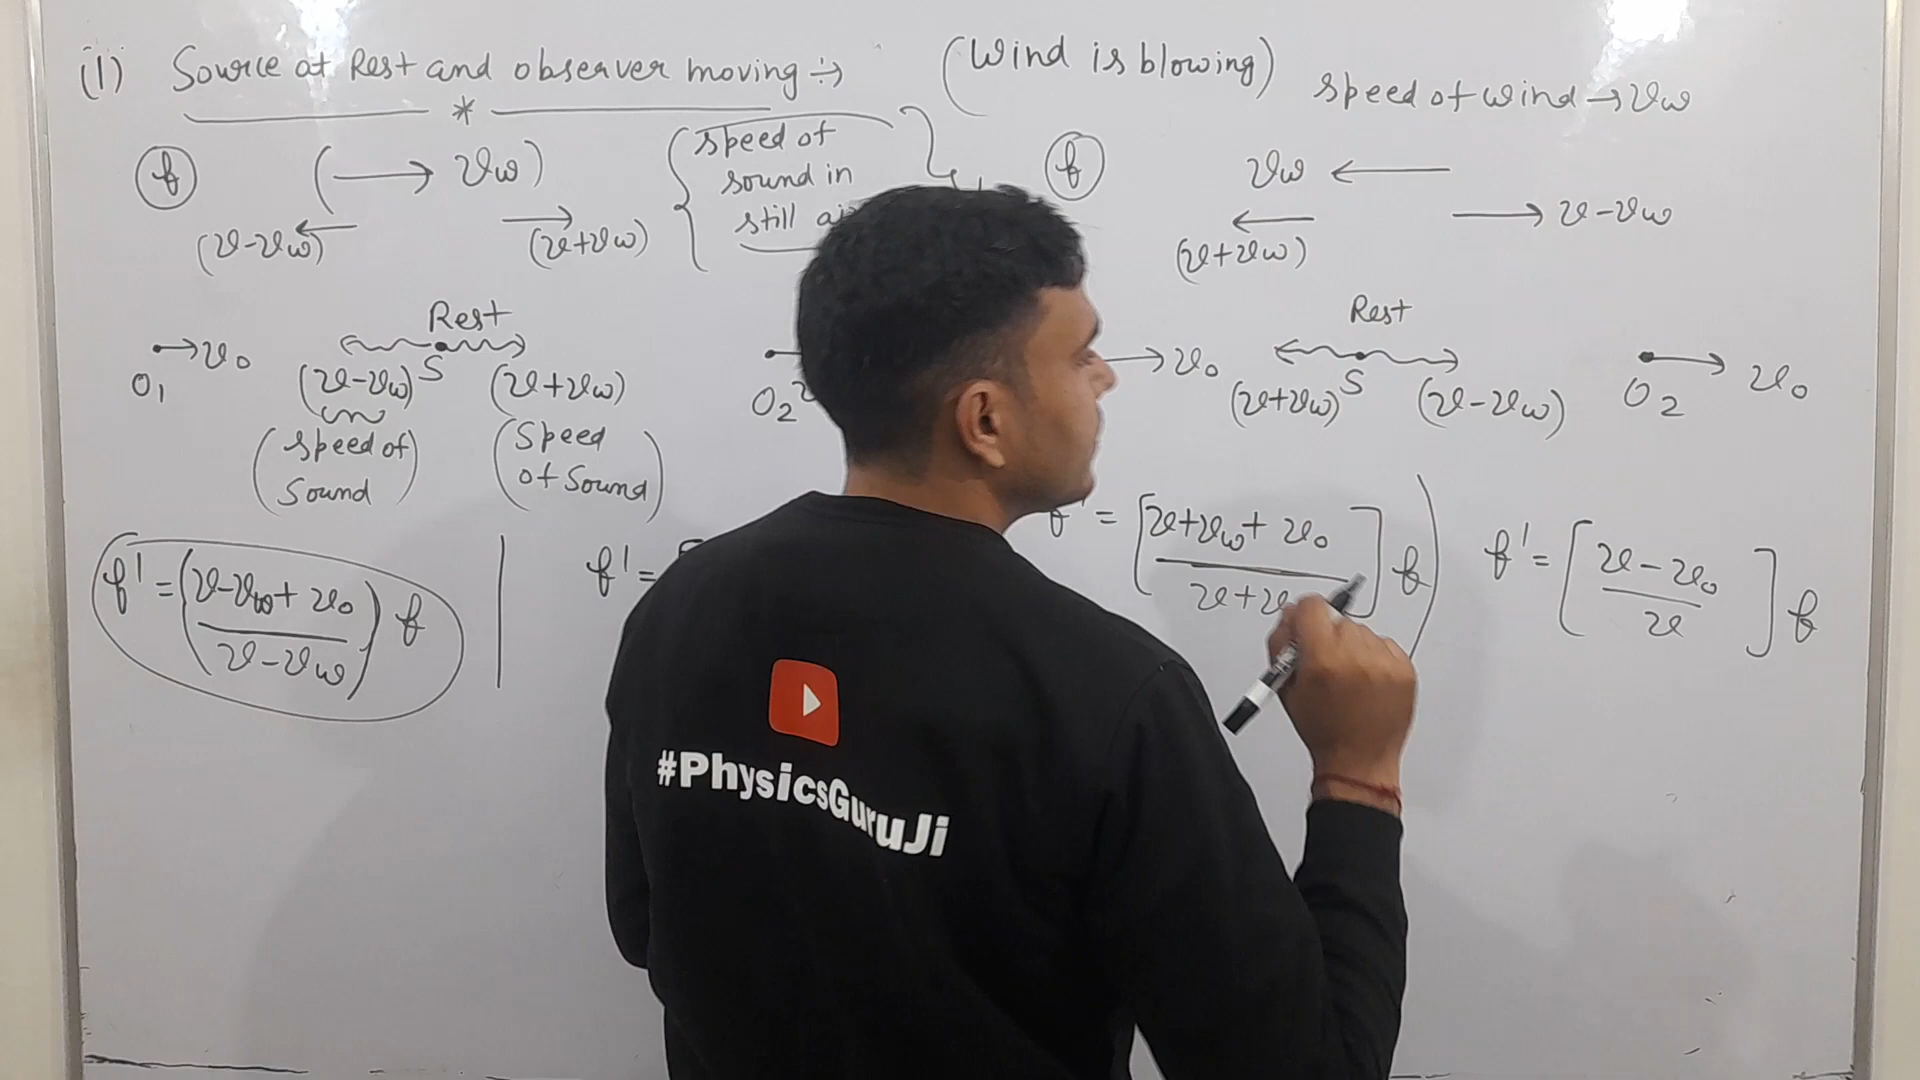 (1) Source at Rest and observer moving :→ (Wind is blowing)
*
speed of wind → vw
f
(→ vw)
(v-vw) ← → (v+vw)
{ speed of
sound in
still
f
vw ←
← → v-vw
(v+vw)
Rest
O1 → v0
(v-vw) S (v+vw)
(speed of
Sound)
(Speed
of Sound)
O2
→ v0
Rest
(v+vw) S (v-vw)
O2 → v0
f' = ((v-vw+v0)/(v-vw)) f
f' =
f' = [(v+vw+v0)/(v+v ] f
f' = [(v-v0)/v] f
#PhysicsGuruJi